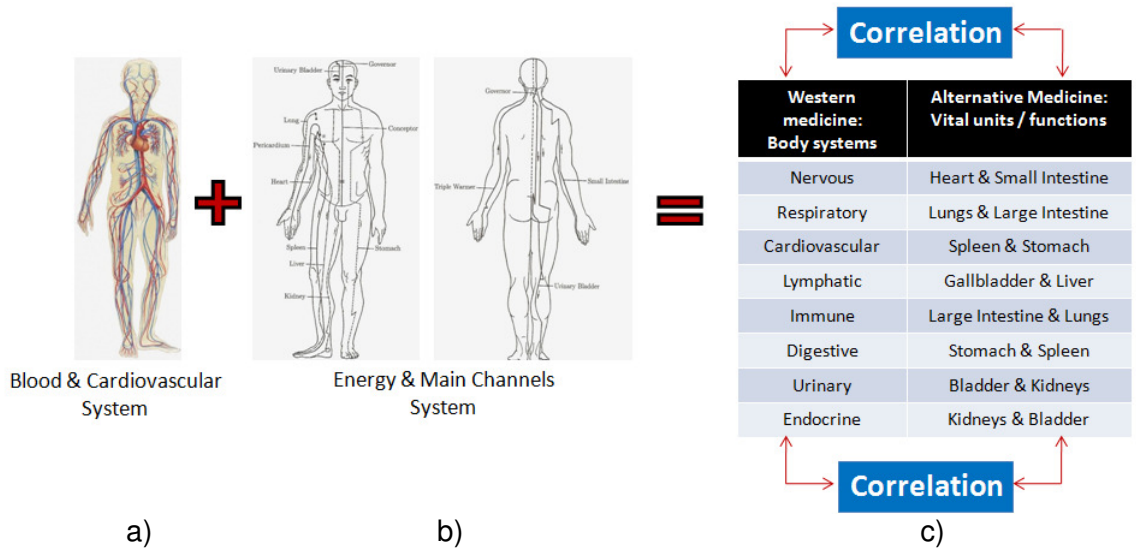 Correlation
Western medicine: Body systems
Alternative Medicine: Vital units / functions
Nervous
Heart & Small Intestine
Respiratory
Lungs & Large Intestine
Cardiovascular
Spleen & Stomach
Lymphatic
Gallbladder & Liver
Immune
Large Intestine & Lungs
Digestive
Stomach & Spleen
Urinary
Bladder & Kidneys
Endocrine
Kidneys & Bladder
Correlation
Governor
Urinary Bladder
Lung
Conceptor
Pericardium
Heart
Spleen
Stomach
Liver
Kidney
Governor
Triple Warmer
Small Intestine
Urinary Bladder
+
=
Blood & Cardiovascular
System
Energy & Main Channels
System
a)
b)
c)